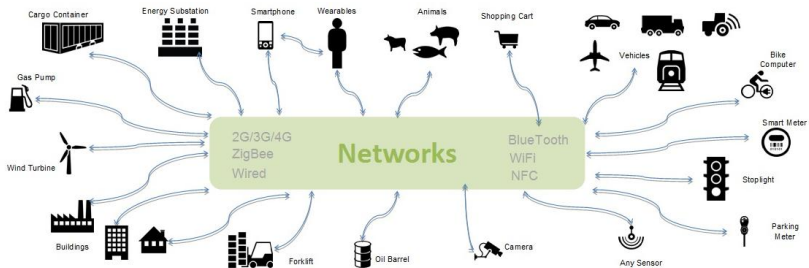 Cargo Container
Energy Substation
Smartphone
Wearables
Animals
Shopping Cart
Vehicles
Bike
Computer
Gas Pump
Smart Meter
2G/3G/4G
ZigBee
Wired
Networks
BlueTooth
WiFi
NFC
Wind Turbine
Stoplight
Buildings
Forklift
Oil Barrel
Camera
Any Sensor
Parking
Meter